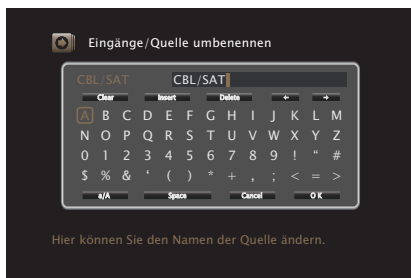 Eingänge/Quelle umbenennen
CBL/SAT CBL/SAT
Clear Insert Delete ← →
A B C D E F G H I J K L M
N O P Q R S T U V W X Y Z
0 1 2 3 4 5 6 7 8 9 ! “ #
$ % & ‘ ( ) * + , ; < = >
a/A Space Cancel OK
Hier können Sie den Namen der Quelle ändern.